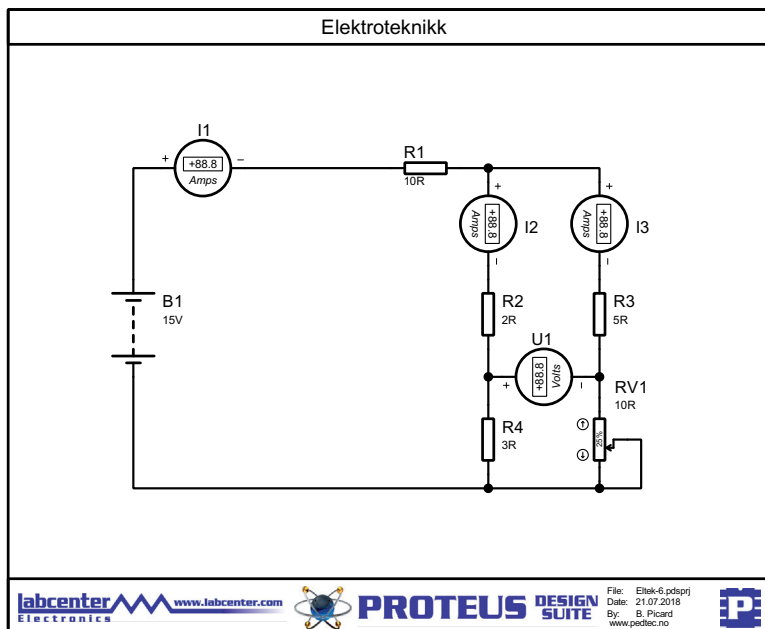 Elektroteknikk
I1
+ +88.8 −
Amps
R1
10R
+ +
+88.8 Amps I2 +88.8 Amps I3
− −
B1
15V
R2
2R
R3
5R
U1
+ +88.8 Volts −
RV1
10R
R4
3R
25%
labcenter www.labcenter.com
Electronics
PROTEUS DESIGN SUITE
File: Eltek-6.pdsprj
Date: 21.07.2018
By: B. Picard
www.pedtec.no
P